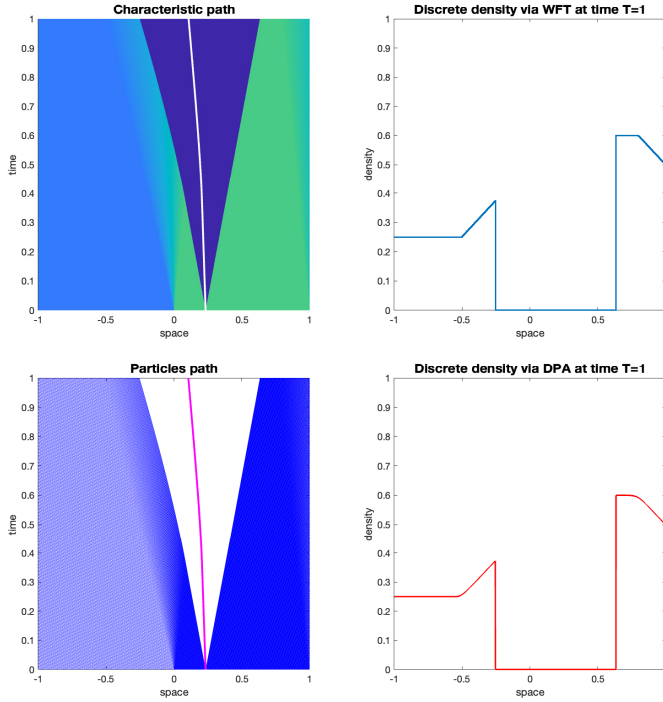 Characteristic path
1
0.9
0.8
0.7
0.6
0.5
0.4
0.3
0.2
0.1
0
time
-1 -0.5 0 0.5 1
space
Discrete density via WFT at time T=1
1
0.9
0.8
0.7
0.6
0.5
0.4
0.3
0.2
0.1
0
density
-1 -0.5 0 0.5 1
space
Particles path
1
0.9
0.8
0.7
0.6
0.5
0.4
0.3
0.2
0.1
0
time
-1 -0.5 0 0.5 1
space
Discrete density via DPA at time T=1
1
0.9
0.8
0.7
0.6
0.5
0.4
0.3
0.2
0.1
0
density
-1 -0.5 0 0.5 1
space